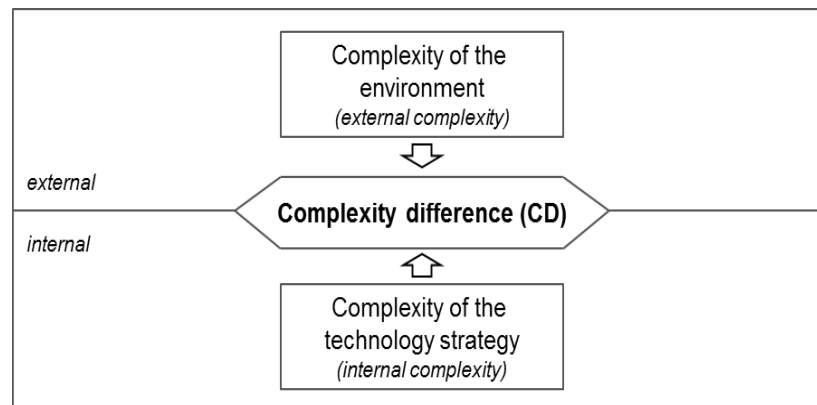 Complexity of the
environment
(external complexity)
external
Complexity difference (CD)
internal
Complexity of the
technology strategy
(internal complexity)